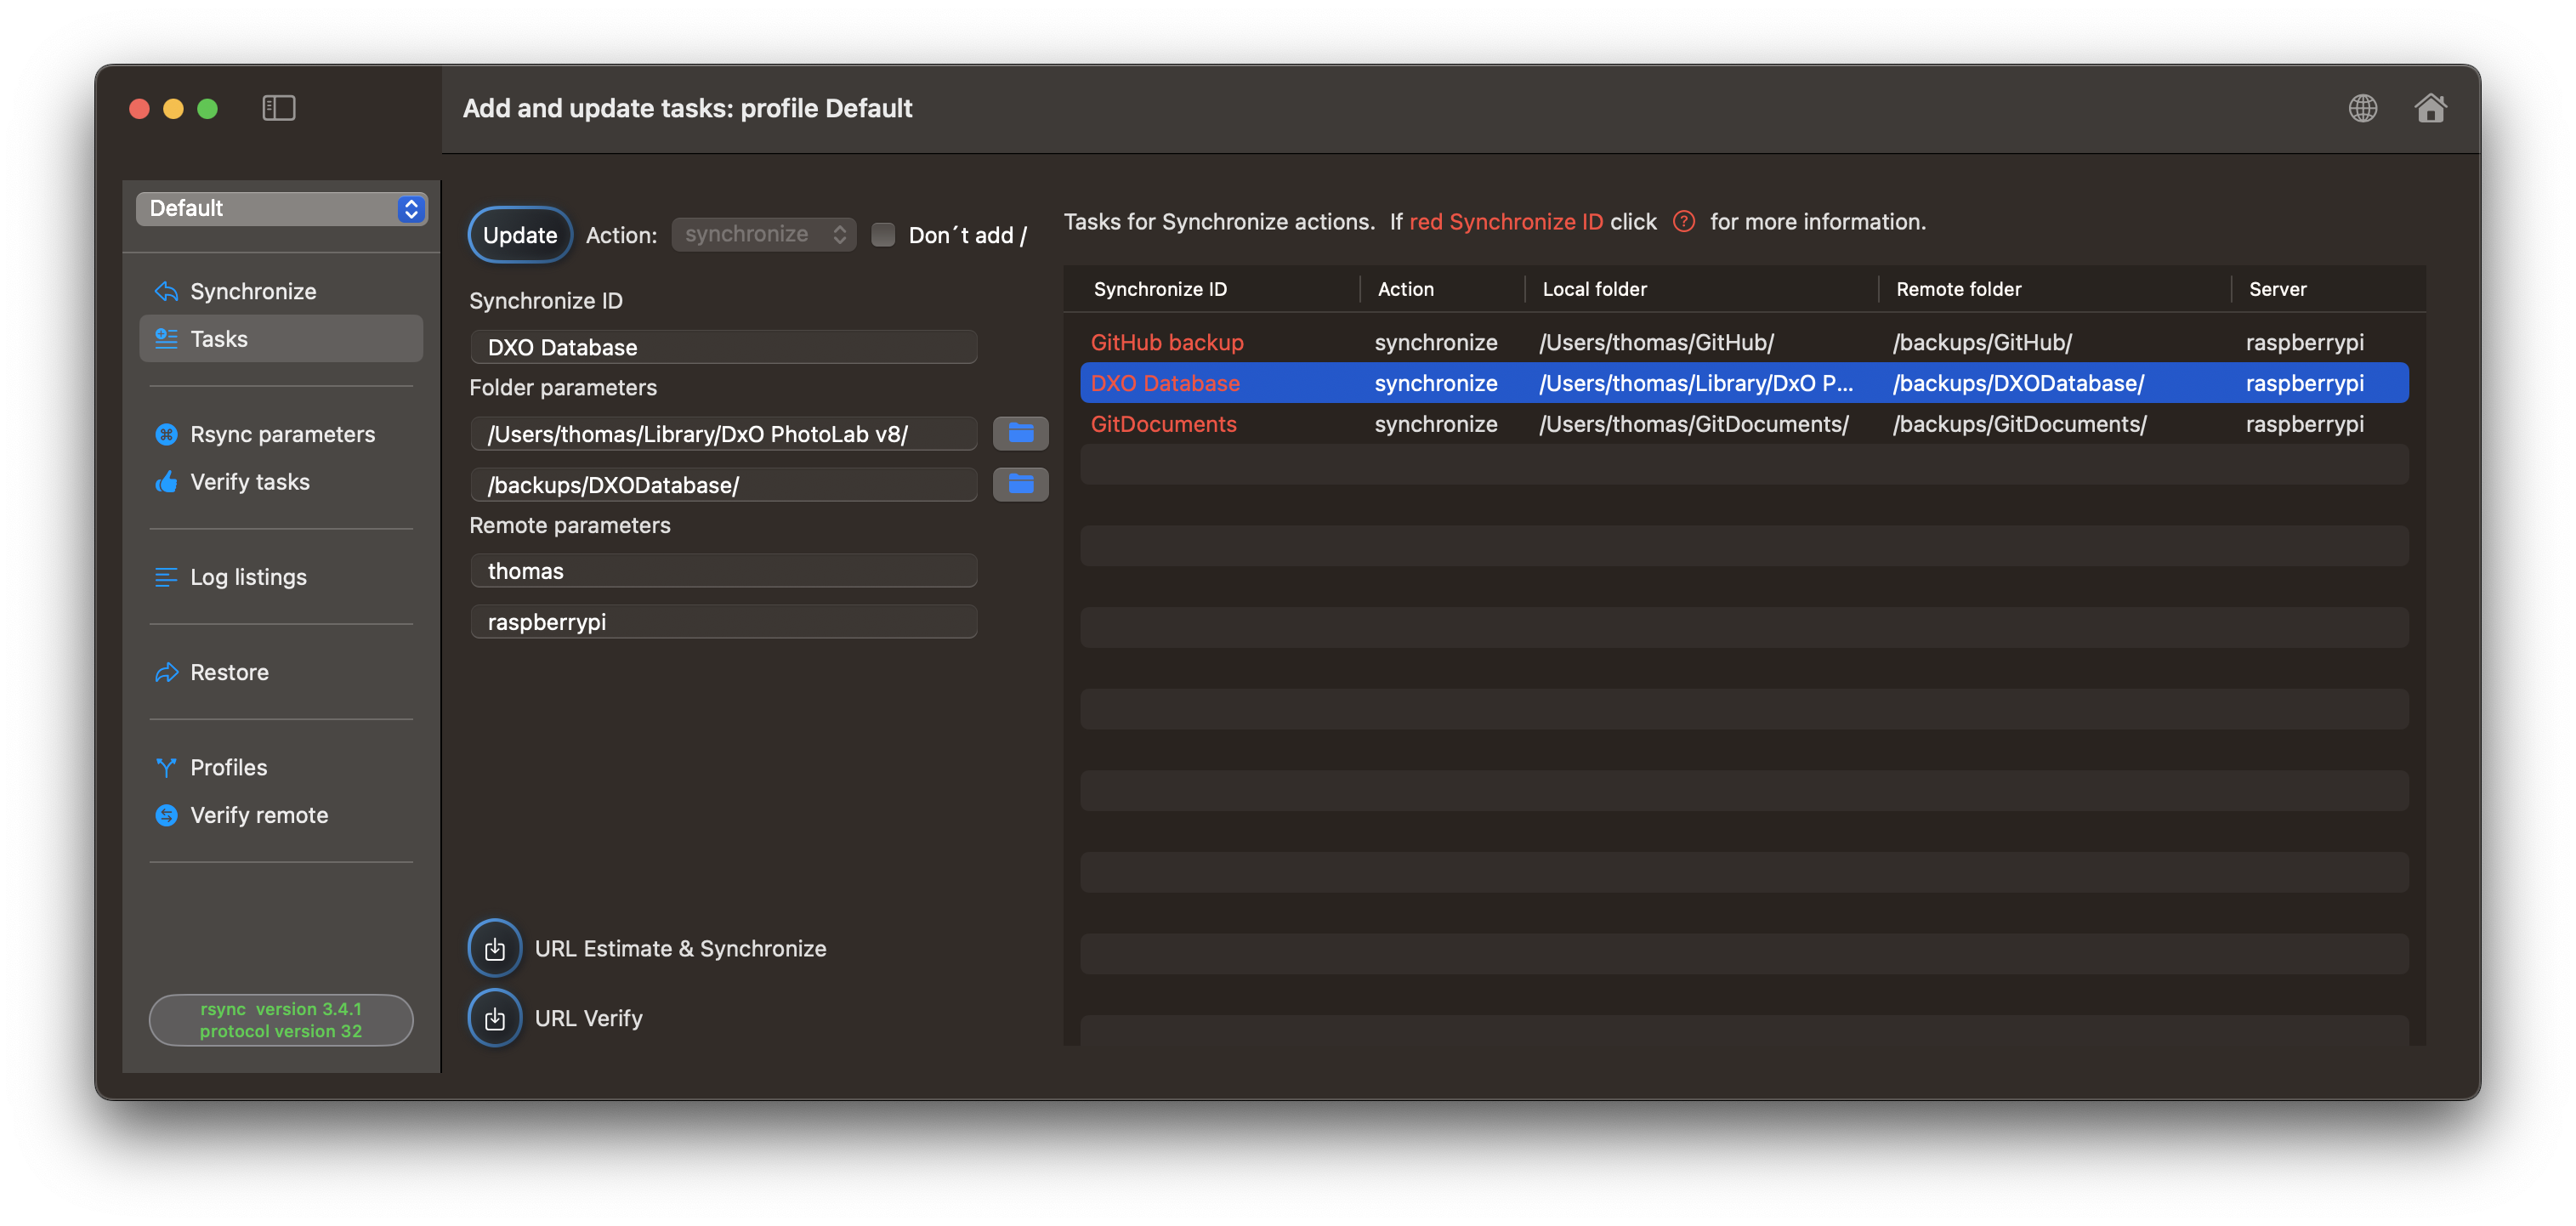 Add and update tasks: profile Default
Default
Synchronize
Tasks
Rsync parameters
Verify tasks
Log listings
Restore
Profiles
Verify remote
rsync  version 3.4.1
protocol version 32
Update Action: synchronize Don´t add /
Synchronize ID
DXO Database
Folder parameters
/Users/thomas/Library/DxO PhotoLab v8/
/backups/DXODatabase/
Remote parameters
thomas
raspberrypi
URL Estimate & Synchronize
URL Verify
Tasks for Synchronize actions.  If red Synchronize ID click ? for more information.
Synchronize ID Action Local folder Remote folder Server
GitHub backup synchronize /Users/thomas/GitHub/ /backups/GitHub/ raspberrypi
DXO Database synchronize /Users/thomas/Library/DxO P... /backups/DXODatabase/ raspberrypi
GitDocuments synchronize /Users/thomas/GitDocuments/ /backups/GitDocuments/ raspberrypi